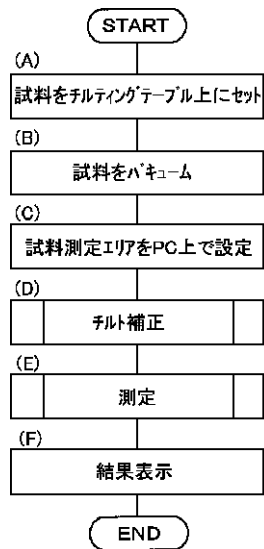 START
(A)
試料をチルティングテーブル上にセット
(B)
試料をバキューム
(C)
試料測定エリアをPC上で設定
(D)
チルト補正
(E)
測定
(F)
結果表示
END